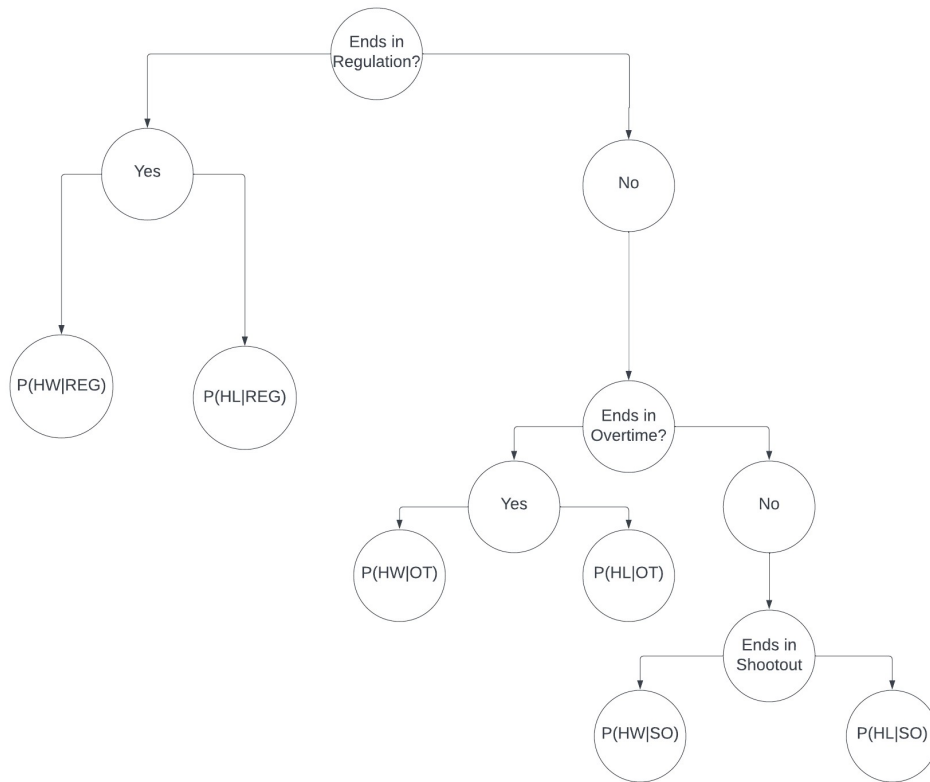 Ends in
Regulation?
Yes
No
P(HW|REG)
P(HL|REG)
Ends in
Overtime?
Yes
No
P(HW|OT)
P(HL|OT)
Ends in
Shootout
P(HW|SO)
P(HL|SO)